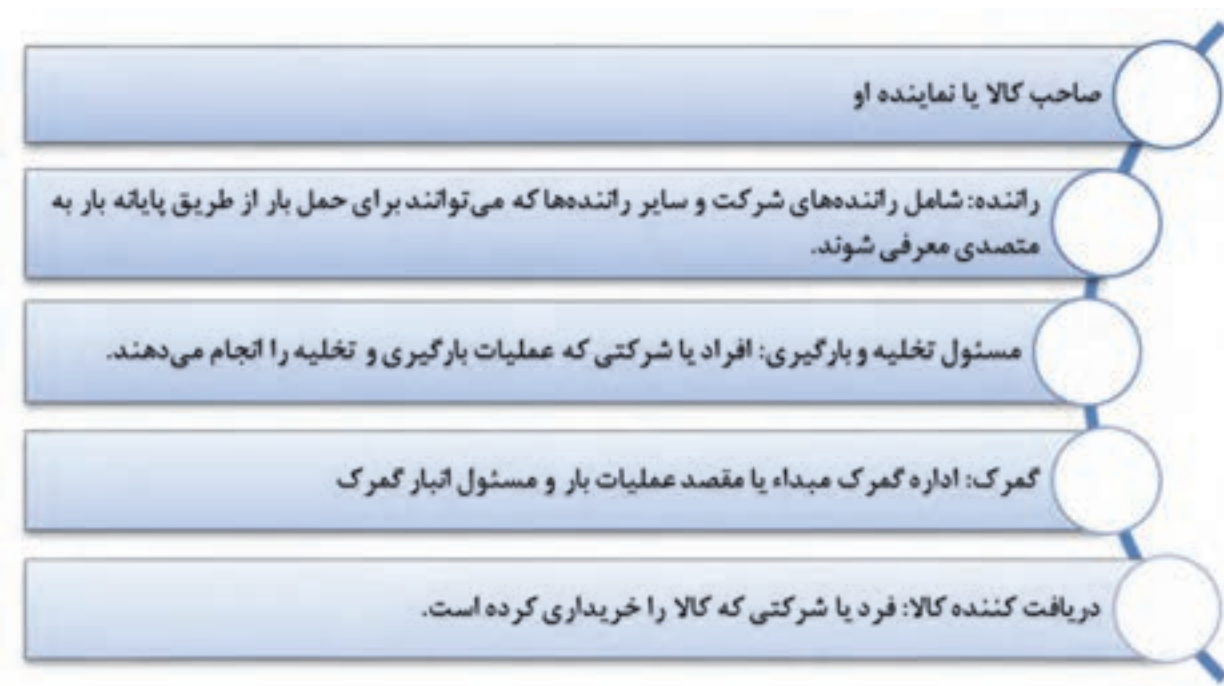 صاحب کالا یا نماینده او
راننده: شامل راننده‌های شرکت و سایر راننده‌ها که می‌توانند برای حمل بار از طریق پایانه بار به
متصدی معرفی شوند.
مسئول تخلیه و بارگیری: افراد یا شرکتی که عملیات بارگیری و تخلیه را انجام می‌دهند.
گمرک: اداره گمرک مبداء یا مقصد عملیات بار و مسئول انبار گمرک
دریافت کننده کالا: فرد یا شرکتی که کالا را خریداری کرده است.